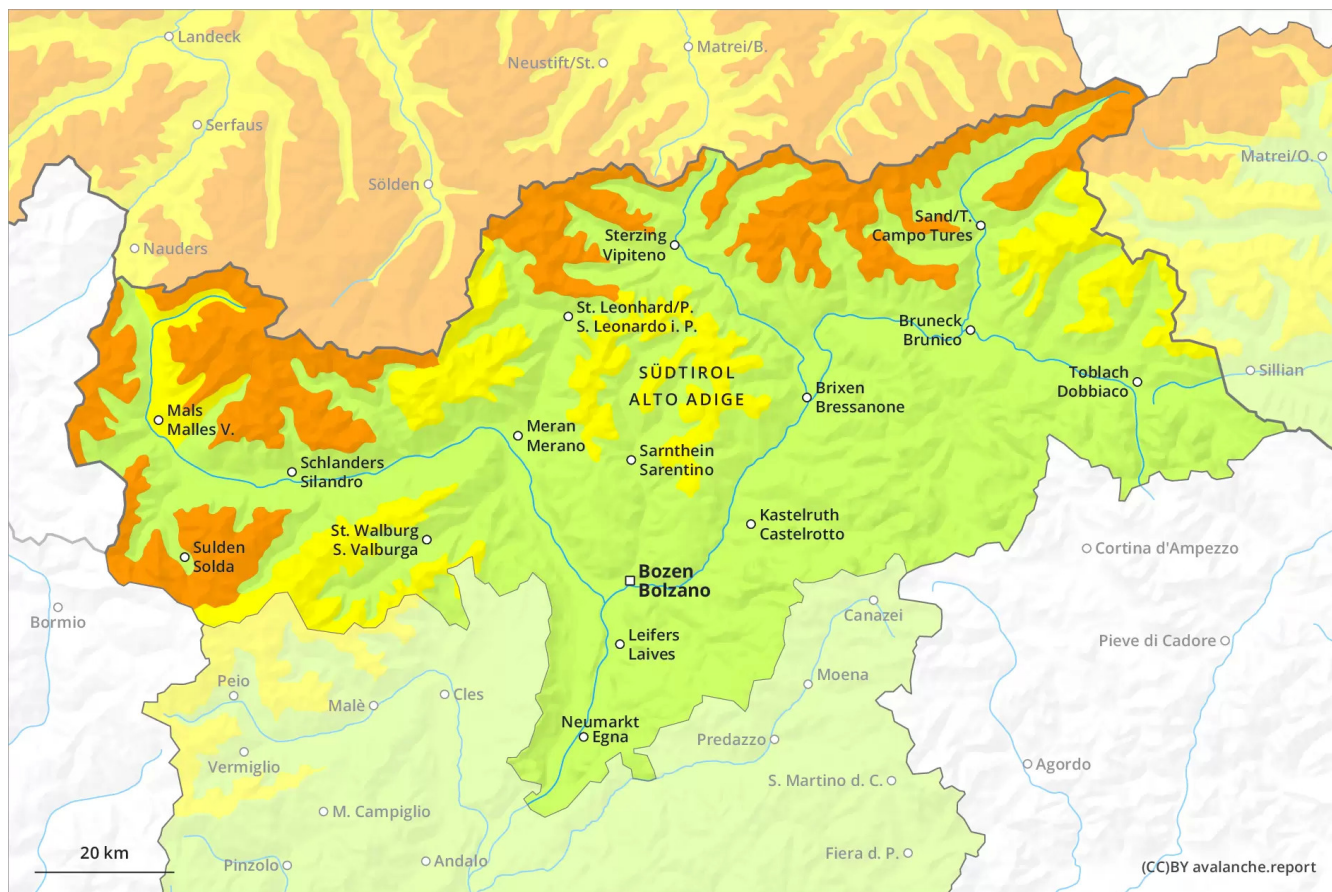 Landeck
Matrei/B.
Neustift/St.
Serfaus
Matrei/O.
Sölden
Sand/T.
Campo Tures
Sterzing
Vipiteno
Nauders
St. Leonhard/P.
S. Leonardo i. P.
Bruneck
Brunico
SÜDTIROL
ALTO ADIGE
Toblach
Dobbiaco
Sillian
Brixen
Bressanone
Mals
Malles V.
Meran
Merano
Sarnthein
Sarentino
Schlanders
Silandro
Kastelruth
Castelrotto
St. Walburg
S. Valburga
Sulden
Solda
Cortina d'Ampezzo
Bozen
Bolzano
Bormio
Canazei
Leifers
Laives
Pieve di Cadore
Peio
Moena
Malè
Cles
Neumarkt
Egna
Predazzo
Vermiglio
Agordo
S. Martino d. C.
M. Campiglio
20 km
Pinzolo
Andalo
Fiera d. P.
(CC)BY avalanche.report